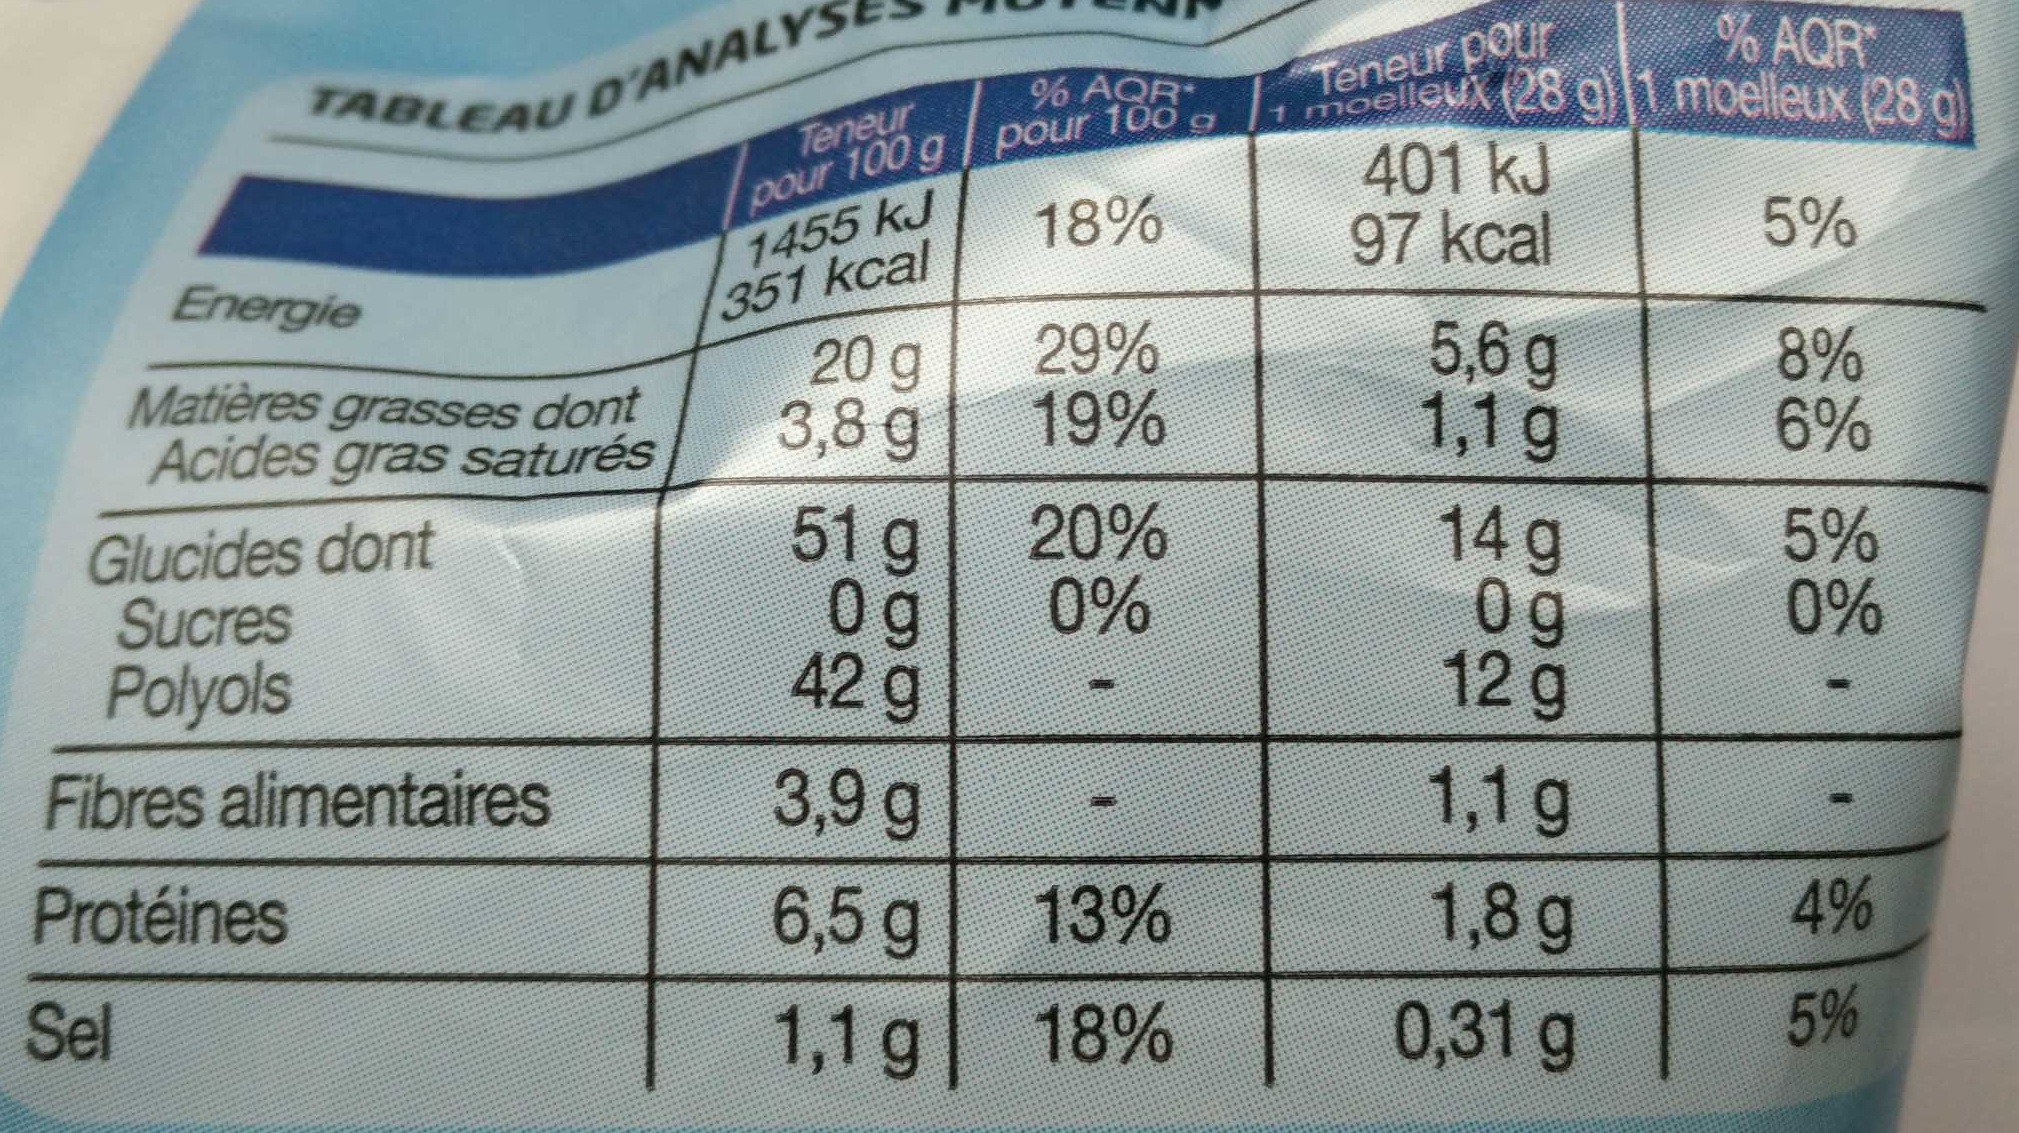 TABLEAU D'ANALYSES
Teneur pour 100 g | % AQR* pour 100 g | Teneur pour 1 moelleux (28 g) | % AQR* 1 moelleux (28 g)
Energie | 1455 kJ 351 kcal | 18% | 401 kJ 97 kcal | 5%
Matières grasses dont | 20 g | 29% | 5,6 g | 8%
Acides gras saturés | 3,8 g | 19% | 1,1 g | 6%
Glucides dont | 51 g | 20% | 14 g | 5%
Sucres | 0 g | 0% | 0 g | 0%
Polyols | 42 g | - | 12 g | -
Fibres alimentaires | 3,9 g | - | 1,1 g | -
Protéines | 6,5 g | 13% | 1,8 g | 4%
Sel | 1,1 g | 18% | 0,31 g | 5%